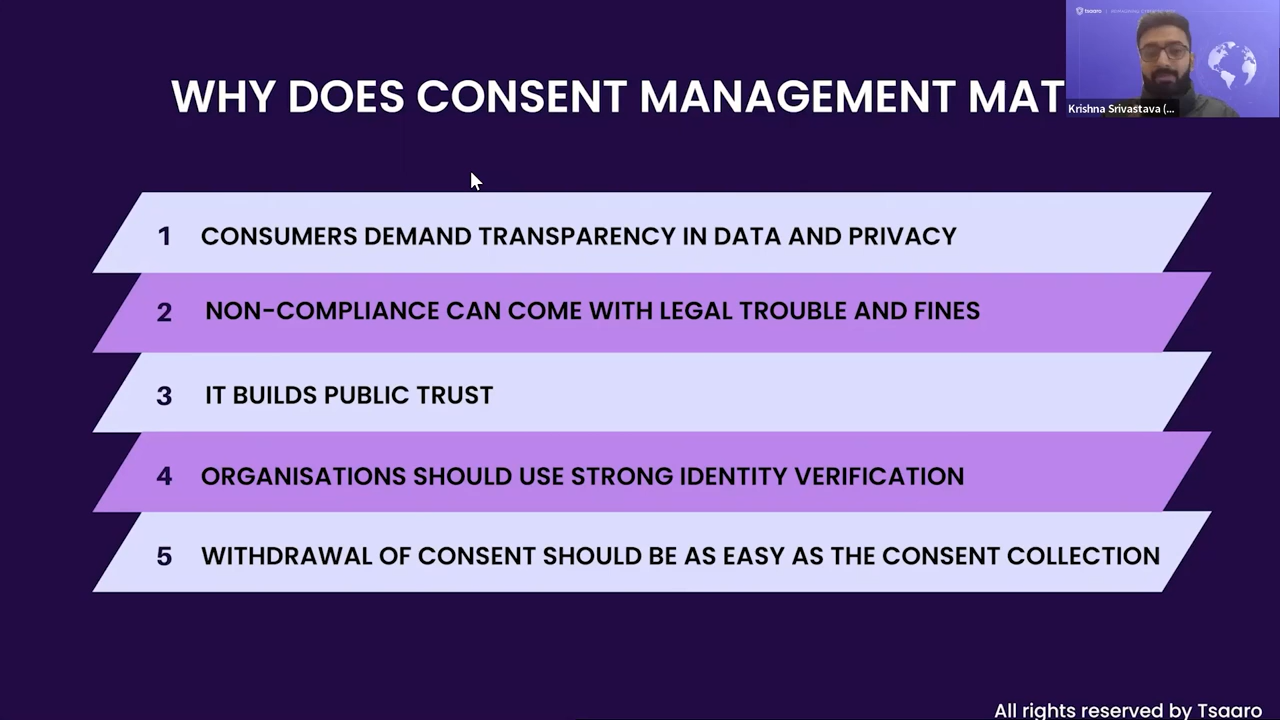 WHY DOES CONSENT MANAGEMENT MAT
tsaaro
Krishna Srivastava (...
1 CONSUMERS DEMAND TRANSPARENCY IN DATA AND PRIVACY
2 NON-COMPLIANCE CAN COME WITH LEGAL TROUBLE AND FINES
3 IT BUILDS PUBLIC TRUST
4 ORGANISATIONS SHOULD USE STRONG IDENTITY VERIFICATION
5 WITHDRAWAL OF CONSENT SHOULD BE AS EASY AS THE CONSENT COLLECTION
All rights reserved by Tsaaro